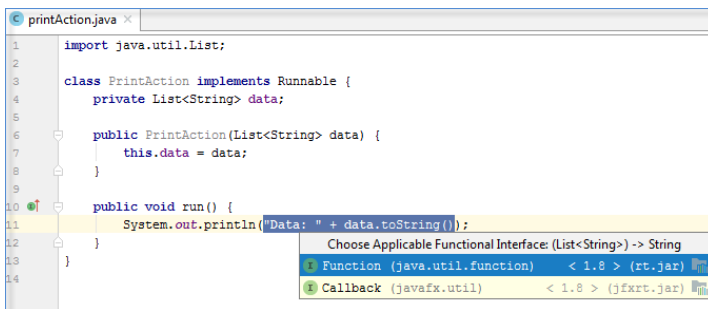 printAction.java
1 import java.util.List;
2
3 class PrintAction implements Runnable {
4 private List<String> data;
5
6 public PrintAction(List<String> data) {
7 this.data = data;
8 }
9
10 public void run() {
11 System.out.println("Data: " + data.toString());
12 }
13 }
14
Choose Applicable Functional Interface: (List<String>) -> String
I Function (java.util.function) < 1.8 > (rt.jar)
I Callback (javafx.util) < 1.8 > (jfxrt.jar)